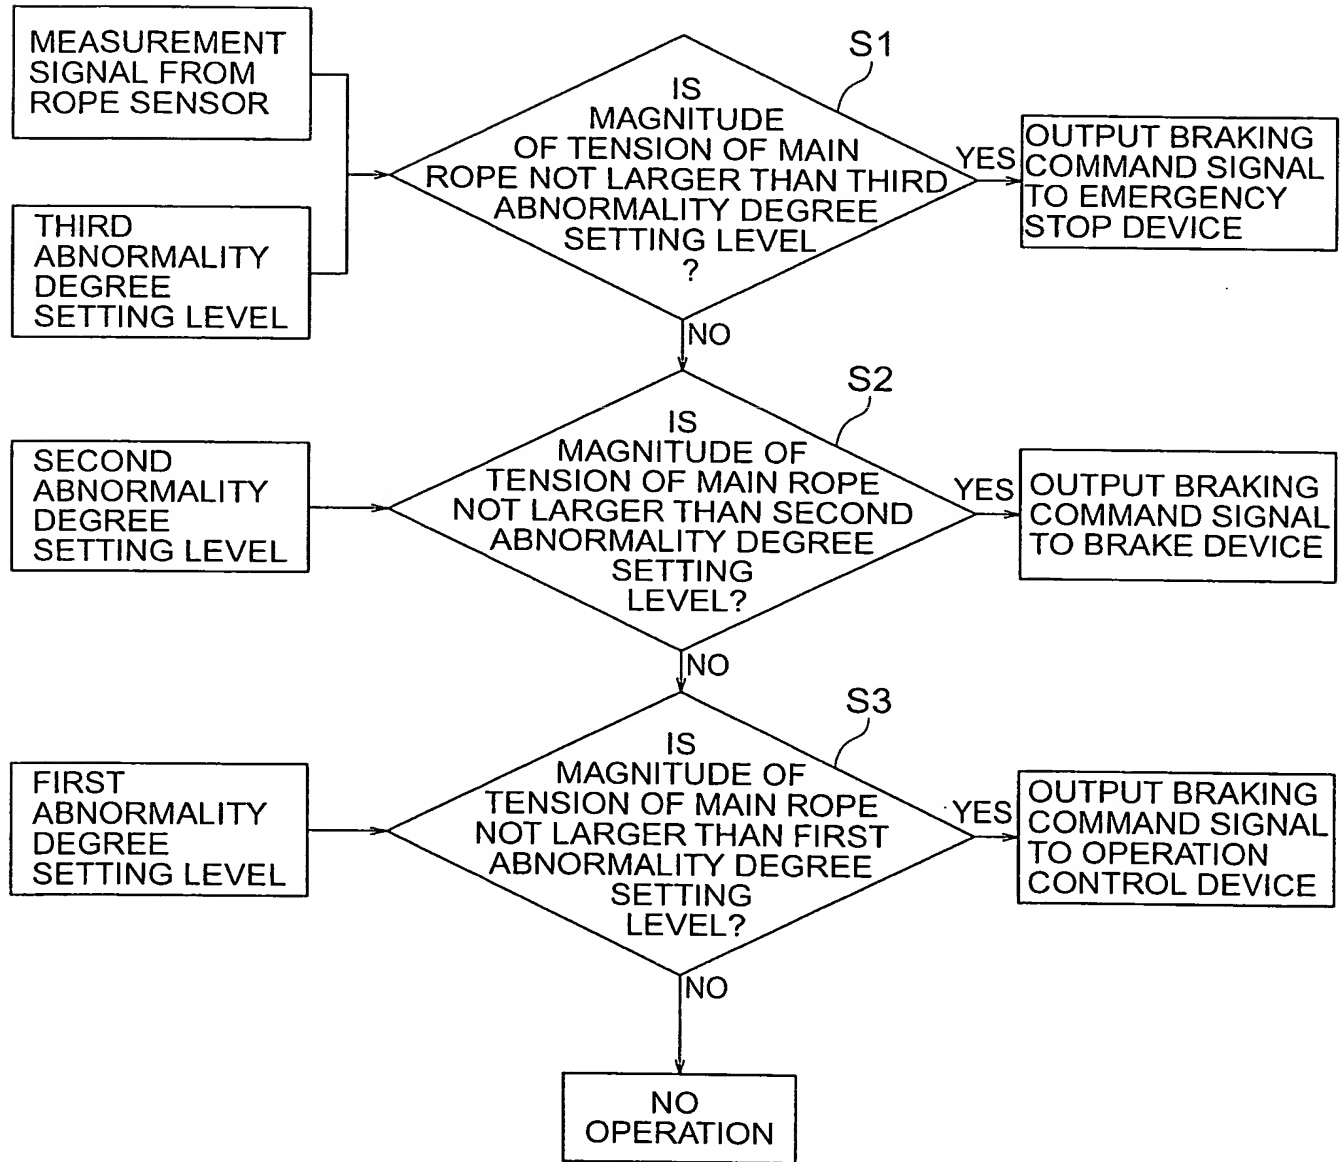 MEASUREMENT
SIGNAL FROM
ROPE SENSOR
THIRD
ABNORMALITY
DEGREE
SETTING LEVEL
S1
IS
MAGNITUDE
OF TENSION OF MAIN
ROPE NOT LARGER THAN THIRD
ABNORMALITY DEGREE
SETTING LEVEL
?
YES
OUTPUT BRAKING
COMMAND SIGNAL
TO EMERGENCY
STOP DEVICE
NO
SECOND
ABNORMALITY
DEGREE
SETTING LEVEL
S2
IS
MAGNITUDE OF
TENSION OF MAIN ROPE
NOT LARGER THAN SECOND
ABNORMALITY DEGREE
SETTING
LEVEL?
YES
OUTPUT BRAKING
COMMAND SIGNAL
TO BRAKE DEVICE
NO
FIRST
ABNORMALITY
DEGREE
SETTING LEVEL
S3
IS
MAGNITUDE OF
TENSION OF MAIN ROPE
NOT LARGER THAN FIRST
ABNORMALITY DEGREE
SETTING
LEVEL?
YES
OUTPUT BRAKING
COMMAND SIGNAL
TO OPERATION
CONTROL DEVICE
NO
NO
OPERATION